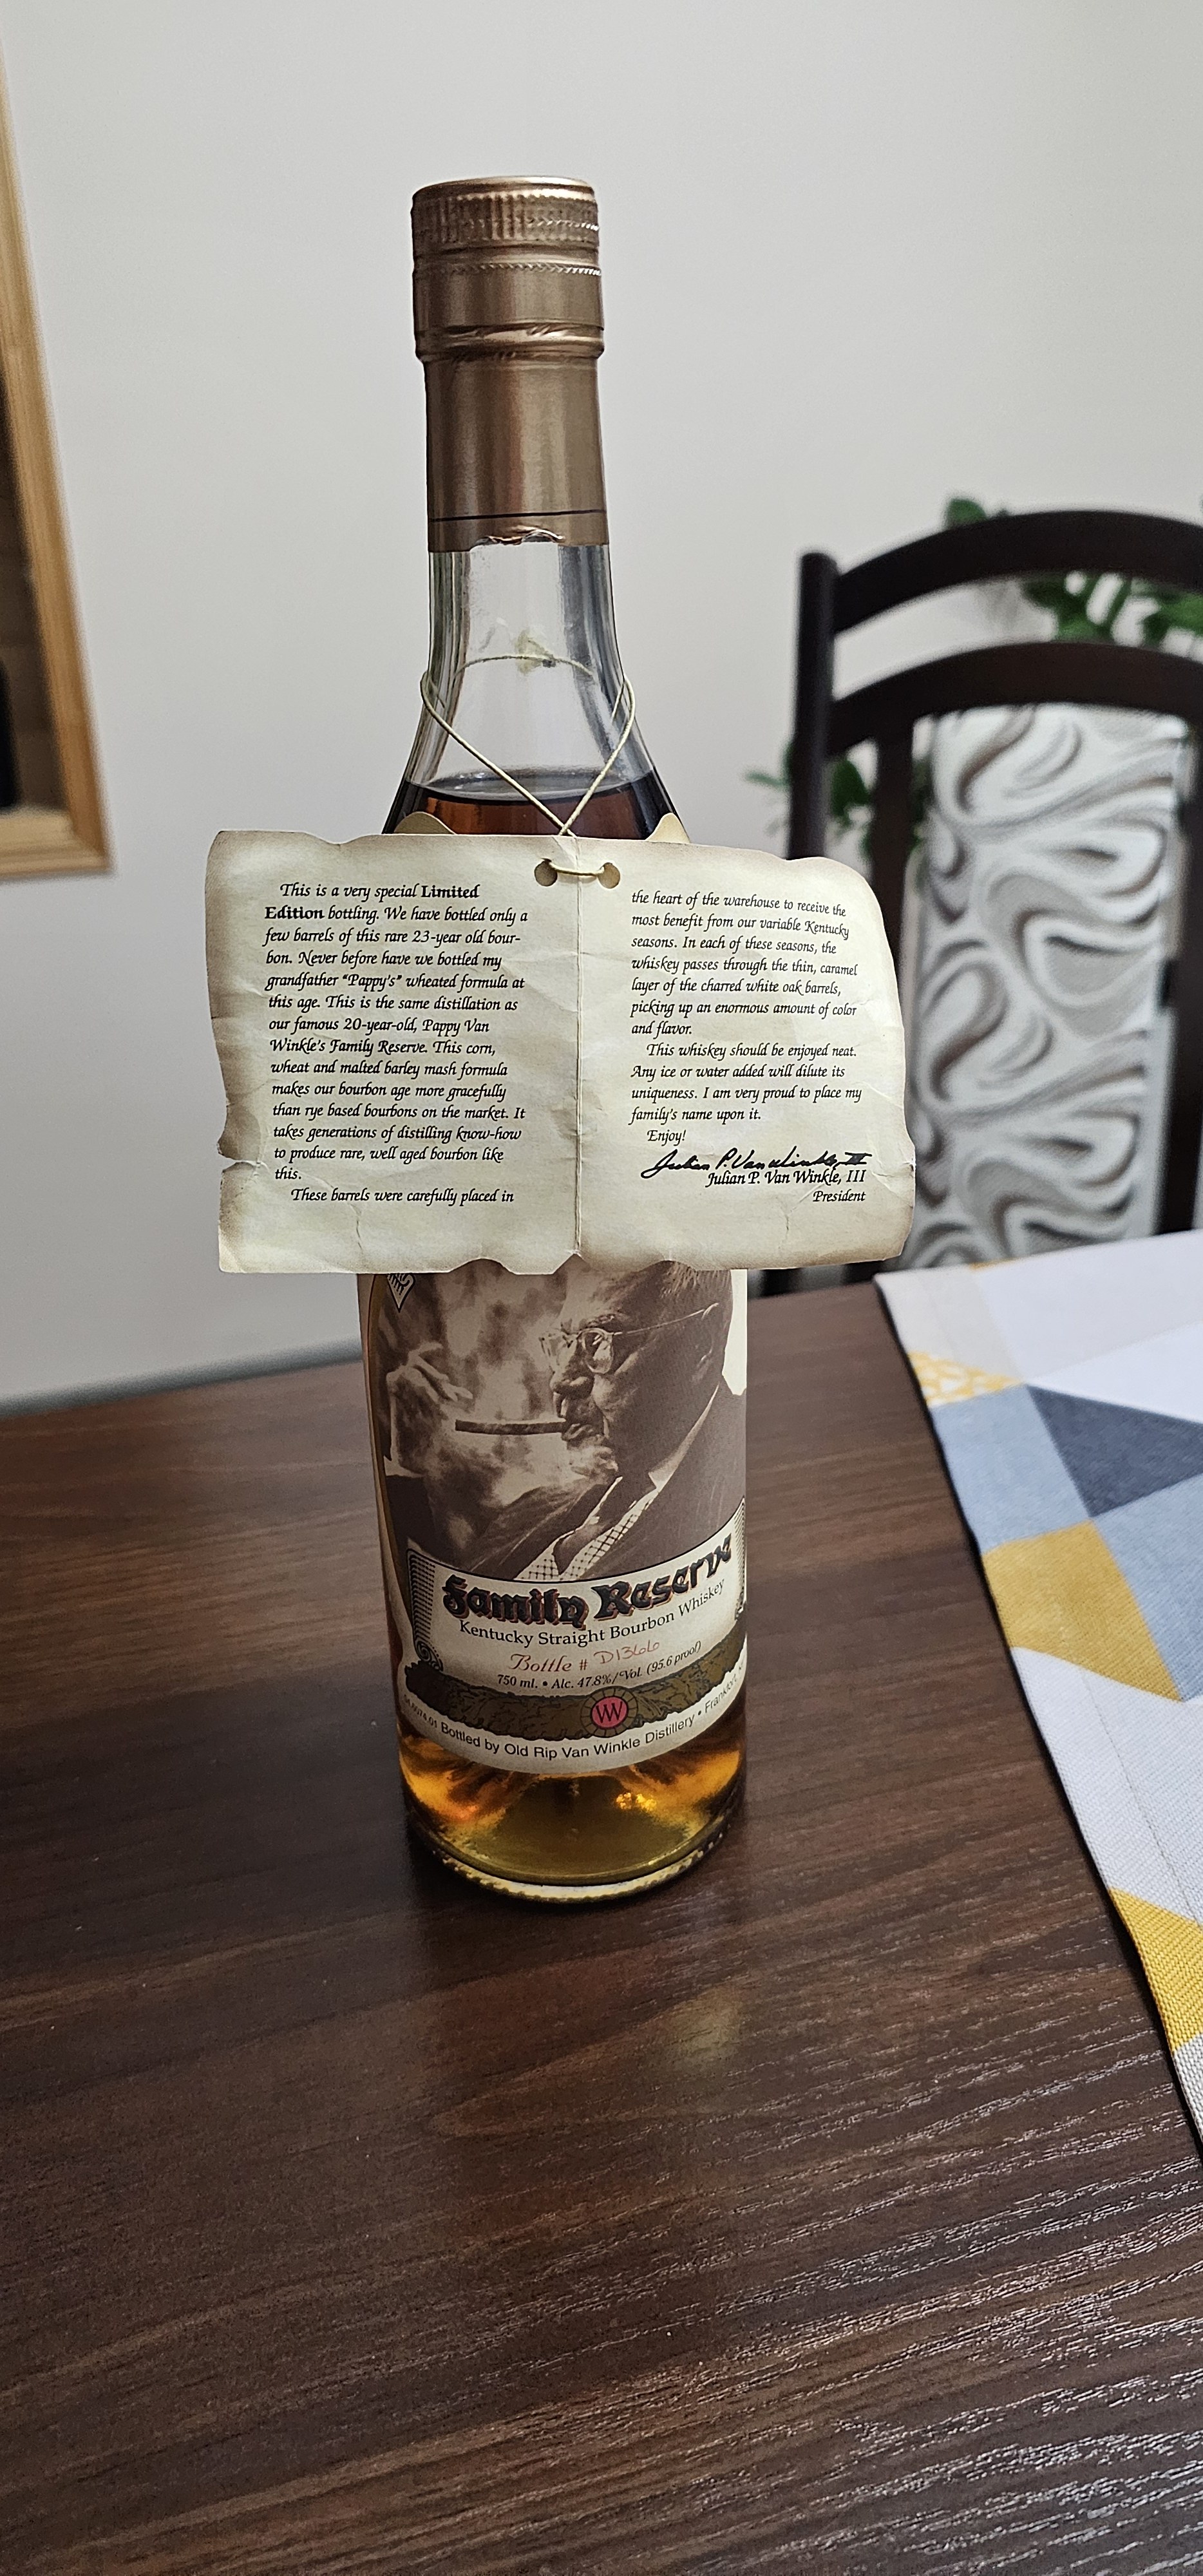 This is a very special Limited
Edition bottling. We have bottled only a
few barrels of this rare 23-year old bour-
bon. Never before have we bottled my
grandfather "Pappy's" wheated formula at
this age. This is the same distillation as
our famous 20-year-old, Pappy Van
Winkle's Family Reserve. This corn,
wheat and malted barley mash formula
makes our bourbon age more gracefully
than rye based bourbons on the market. It
takes generations of distilling know-how
to produce rare, well aged bourbon like
this.
These barrels were carefully placed in
the heart of the warehouse to receive the
most benefit from our variable Kentucky
seasons. In each of these seasons, the
whiskey passes through the thin, caramel
layer of the charred white oak barrels,
picking up an enormous amount of color
and flavor.
This whiskey should be enjoyed neat.
Any ice or water added will dilute its
uniqueness. I am very proud to place my
family's name upon it.
Enjoy!
Julian P. Van Winkle III
Julian P. Van Winkle, III
President
Family Reserve
Kentucky Straight Bourbon Whiskey
Bottle # D1366
750 ml. • Alc. 47.8%/Vol. (95.6 proof)
VW
Bottled by Old Rip Van Winkle Distillery •